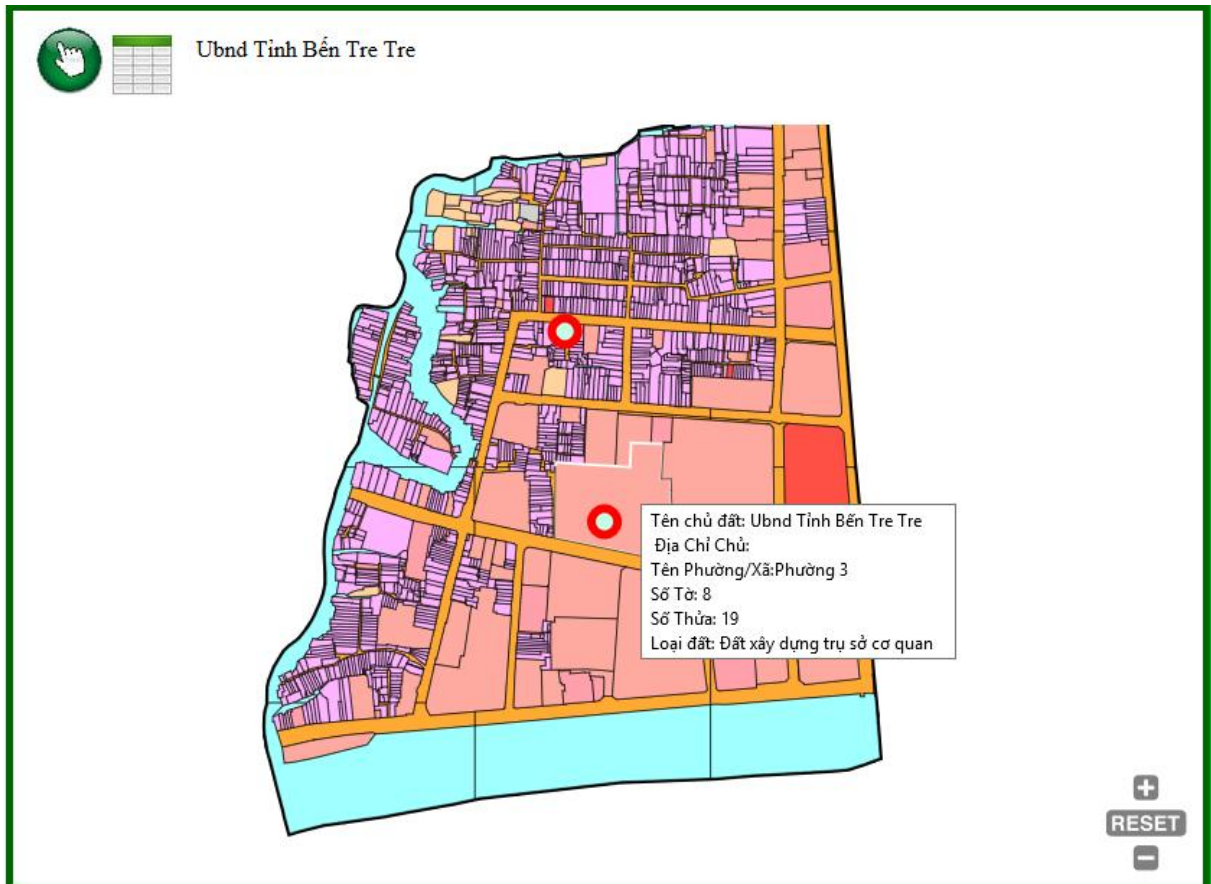 Ubnd Tỉnh Bến Tre Tre
Tên chủ đất: Ubnd Tỉnh Bến Tre Tre
Địa Chỉ Chủ:
Tên Phường/Xã:Phường 3
Số Tờ: 8
Số Thửa: 19
Loại đất: Đất xây dựng trụ sở cơ quan
RESET